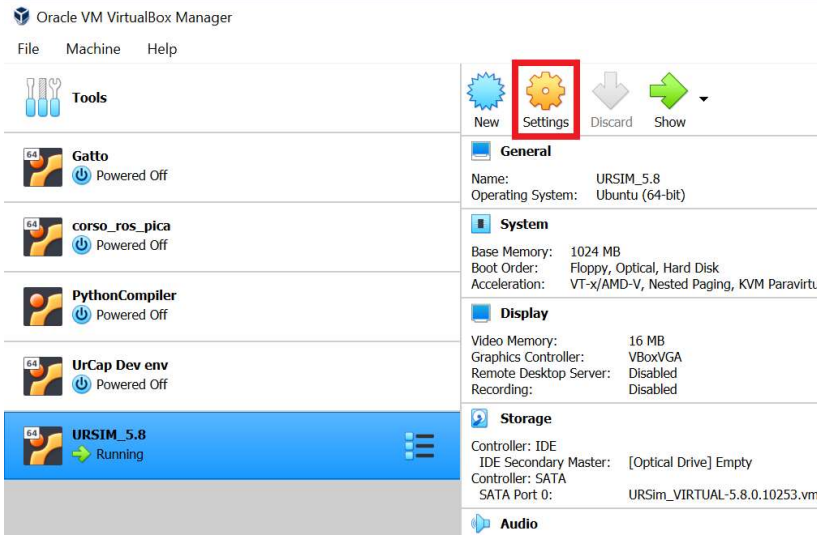 Oracle VM VirtualBox Manager
File Machine Help
Tools
64
Gatto
Powered Off
64
corso_ros_pica
Powered Off
PythonCompiler
Powered Off
64
UrCap Dev env
Powered Off
64
URSIM_5.8
Running
New Settings Discard Show
General
Name: URSIM_5.8
Operating System: Ubuntu (64-bit)
System
Base Memory: 1024 MB
Boot Order: Floppy, Optical, Hard Disk
Acceleration: VT-x/AMD-V, Nested Paging, KVM Paravirtu
Display
Video Memory: 16 MB
Graphics Controller: VBoxVGA
Remote Desktop Server: Disabled
Recording: Disabled
Storage
Controller: IDE
IDE Secondary Master: [Optical Drive] Empty
Controller: SATA
SATA Port 0: URSim_VIRTUAL-5.8.0.10253.vm
Audio